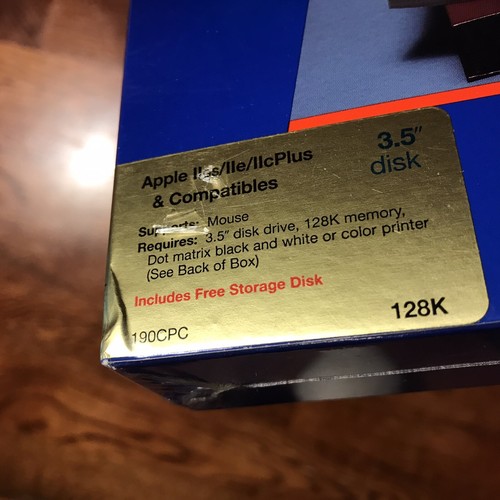 Apple IIGs/IIe/IIcPlus
& Compatibles
3.5"
disk
Supports: Mouse
Requires: 3.5" disk drive, 128K memory,
Dot matrix black and white or color printer
(See Back of Box)
Includes Free Storage Disk
128K
190CPC